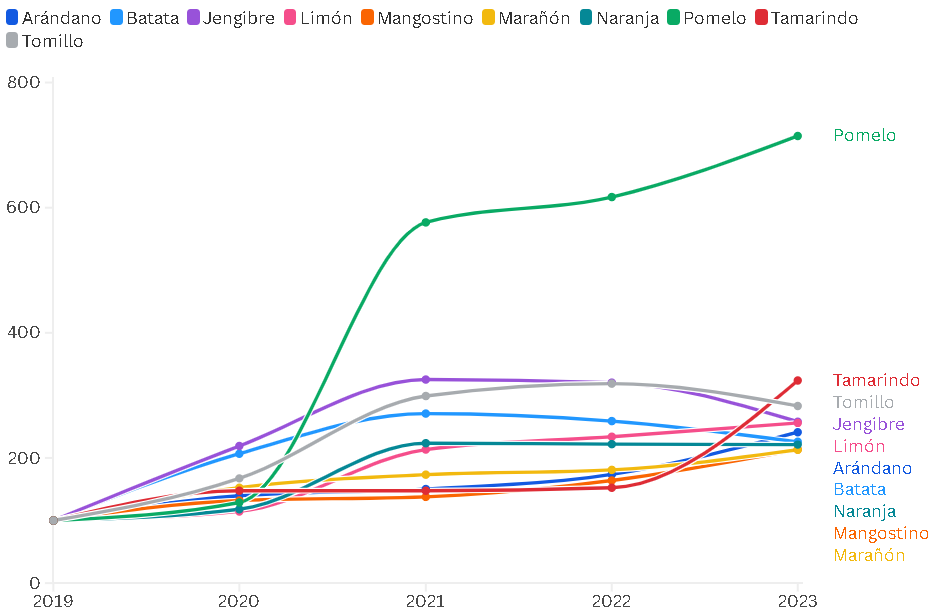 Arándano Batata Jengibre Limón Mangostino Marañón Naranja Pomelo Tamarindo
Tomillo
800
Pomelo
600
400
Tamarindo
Tomillo
Jengibre
Limón
200
Arándano
Batata
Naranja
Mangostino
Marañón
0
2019 2020 2021 2022 2023